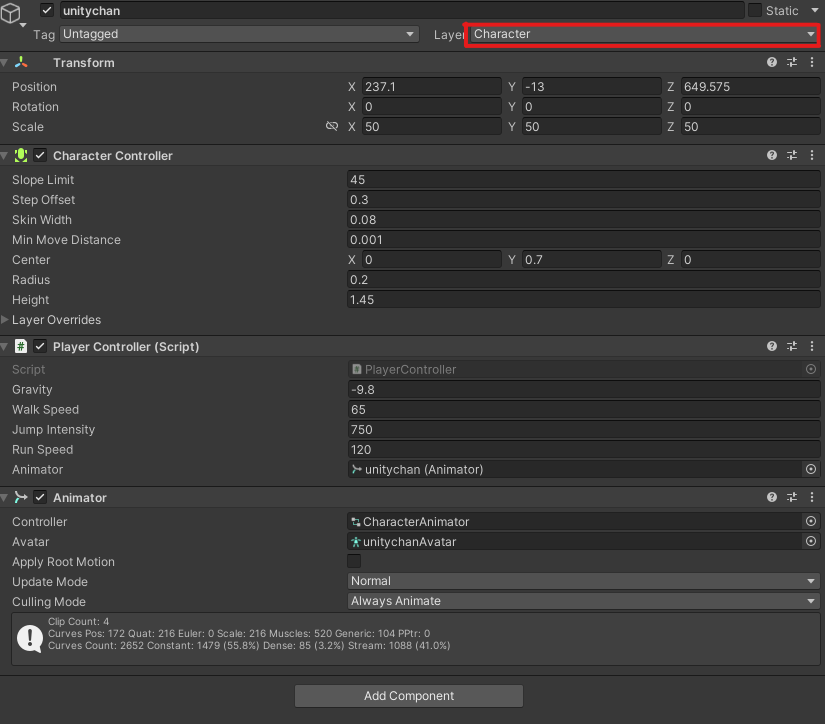 unitychan Static
Tag Untagged Layer Character
Transform
Position X 237.1 Y -13 Z 649.575
Rotation X 0 Y 0 Z 0
Scale X 50 Y 50 Z 50
Character Controller
Slope Limit 45
Step Offset 0.3
Skin Width 0.08
Min Move Distance 0.001
Center X 0 Y 0.7 Z 0
Radius 0.2
Height 1.45
Layer Overrides
# Player Controller (Script)
Script # PlayerController
Gravity -9.8
Walk Speed 65
Jump Intensity 750
Run Speed 120
Animator unitychan (Animator)
Animator
Controller CharacterAnimator
Avatar unitychanAvatar
Apply Root Motion
Update Mode Normal
Culling Mode Always Animate
Clip Count: 4
Curves Pos: 172 Quat: 216 Euler: 0 Scale: 216 Muscles: 520 Generic: 104 PPtr: 0
Curves Count: 2652 Constant: 1479 (55.8%) Dense: 85 (3.2%) Stream: 1088 (41.0%)
Add Component